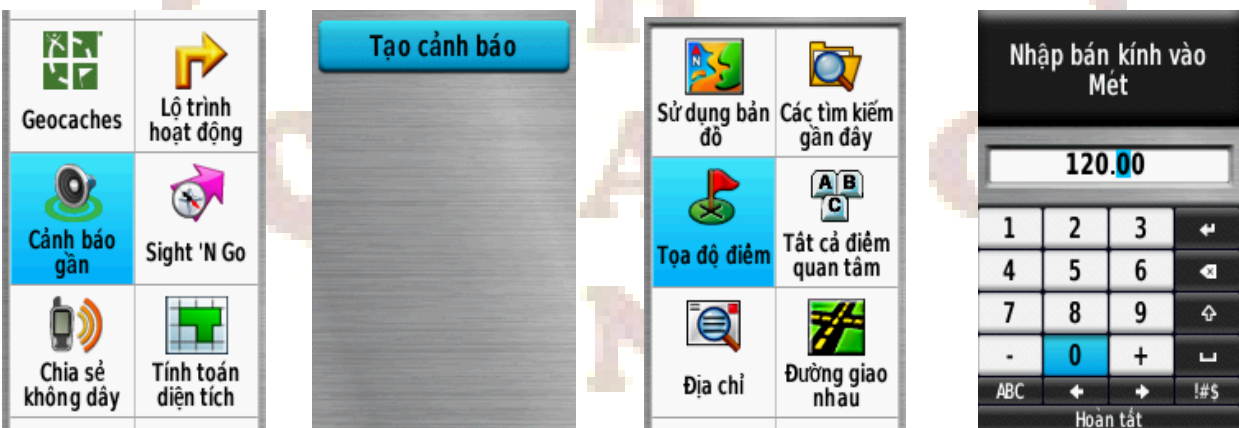 Geocaches
Lộ trình
hoạt động
Cảnh báo
gần
Sight 'N Go
Chia sẻ
không dây
Tính toán
diện tích
Tạo cảnh báo
N
Sử dụng bản
đồ
Các tìm kiếm
gần đây
Tọa độ điểm
A B
C
Tất cả điểm
quan tâm
Địa chỉ
Đường giao
nhau
Nhập bán kính vào
Mét
120.00
1 2 3
4 5 6
7 8 9
- 0 +
ABC !#$
Hoàn tất